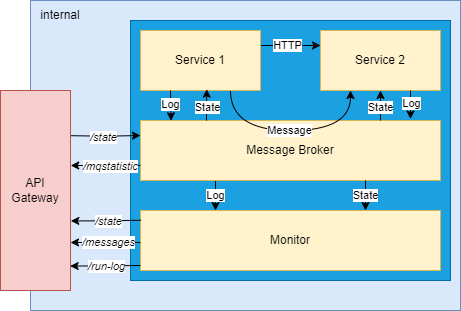 internal
Service 1
HTTP
Service 2
Log
State
State
Log
Message
/state
Message Broker
/mqstatistic
API
Gateway
Log
State
/state
Monitor
/messages
/run-log